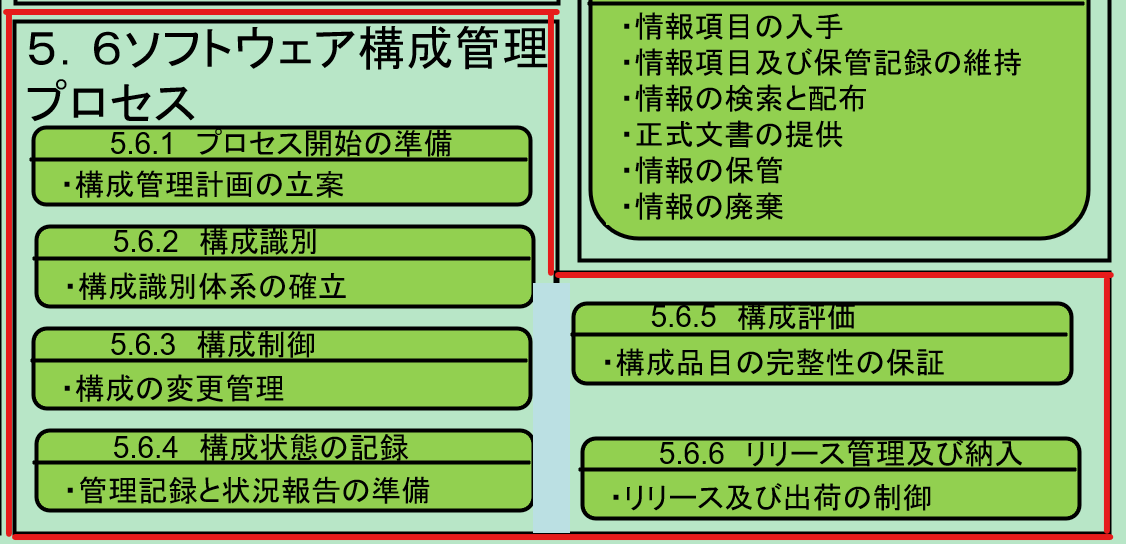 ５．６ソフトウェア構成管理
プロセス
5.6.1　プロセス開始の準備
・構成管理計画の立案
5.6.2　構成識別
・構成識別体系の確立
5.6.3　構成制御
・構成の変更管理
5.6.4　構成状態の記録
・管理記録と状況報告の準備
・情報項目の入手
・情報項目及び保管記録の維持
・情報の検索と配布
・正式文書の提供
・情報の保管
・情報の廃棄
5.6.5　構成評価
・構成品目の完整性の保証
5.6.6　リリース管理及び納入
・リリース及び出荷の制御